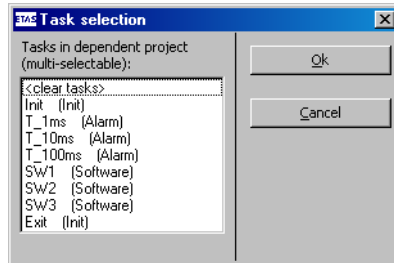 ETAS Task selection
Tasks in dependent project
(multi-selectable):
<clear tasks>
Init (Init)
T_1ms (Alarm)
T_10ms (Alarm)
T_100ms (Alarm)
SW1 (Software)
SW2 (Software)
SW3 (Software)
Exit (Init)
Ok
Cancel